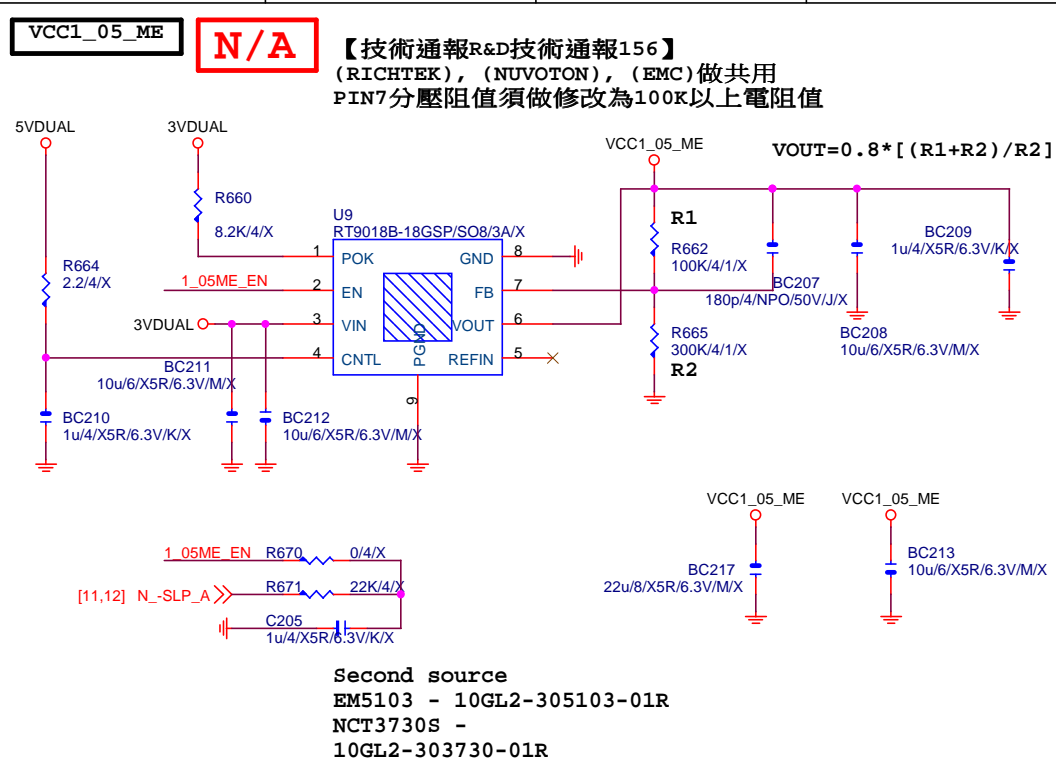 VCC1_05_ME
N/A
【技術通報R&D技術通報156】
(RICHTEK), (NUVOTON), (EMC)做共用
PIN7分壓阻值須做修改為100K以上電阻值
5VDUAL
3VDUAL
VCC1_05_ME
VOUT=0.8*[(R1+R2)/R2]
R660
8.2K/4/X
U9
RT9018B-18GSP/SO8/3A/X
R1
R662
100K/4/1/X
BC209
1u/4/X5R/6.3V/K/X
1
POK
GND
8
R664
2.2/4/X
1_05ME_EN
2
EN
FB
7
BC207
180p/4/NPO/50V/J/X
3VDUAL
3
VIN
VOUT
6
R665
300K/4/1/X
R2
BC208
10u/6/X5R/6.3V/M/X
4
CNTL
PGND
REFIN
5
9
BC211
10u/6/X5R/6.3V/M/X
BC210
1u/4/X5R/6.3V/K/X
BC212
10u/6/X5R/6.3V/M/X
VCC1_05_ME
VCC1_05_ME
1_05ME_EN
R670
0/4/X
BC217
22u/8/X5R/6.3V/M/X
BC213
10u/6/X5R/6.3V/M/X
[11,12]
N_-SLP_A
R671
22K/4/X
C205
1u/4/X5R/6.3V/K/X
Second source
EM5103 - 10GL2-305103-01R
NCT3730S -
10GL2-303730-01R